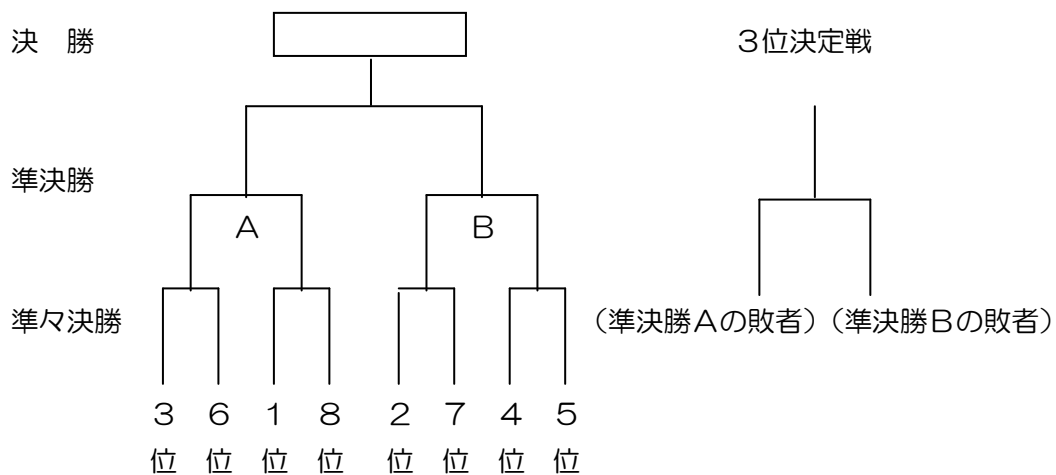 決　勝
３位決定戦
準決勝
Ａ
Ｂ
準々決勝
（準決勝Ａの敗者）（準決勝Ｂの敗者）
３ ６ １ ８ ２ ７ ４ ５
位 位 位 位 位 位 位 位